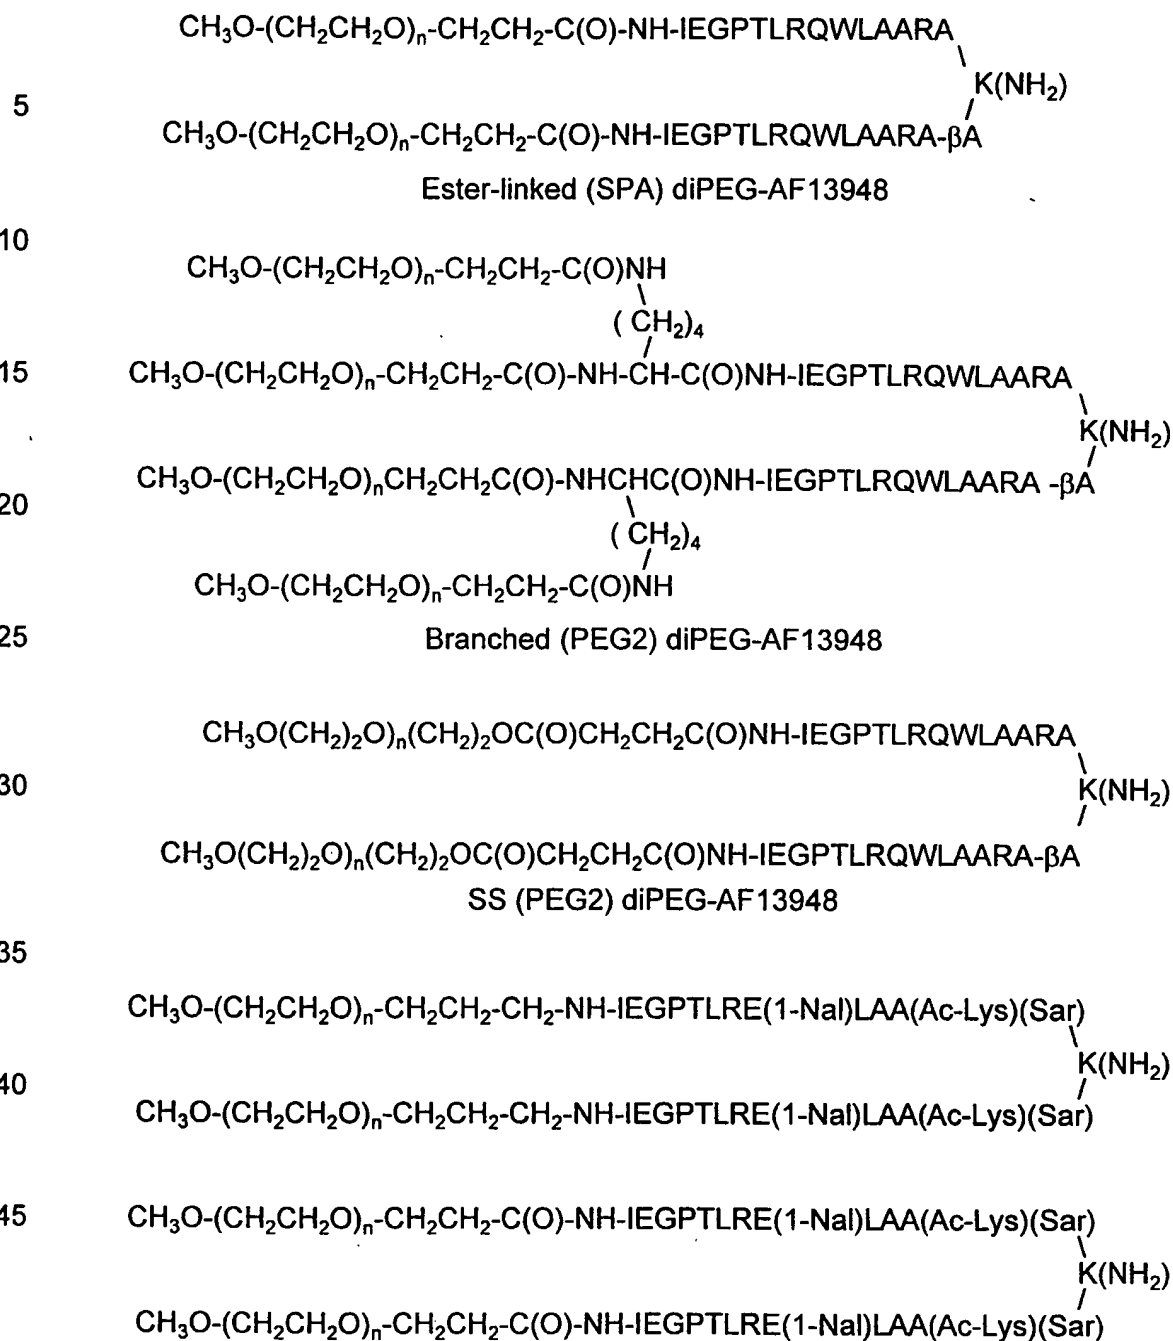 CH₃O-(CH₂CH₂O)ₙ-CH₂CH₂-C(O)-NH-IEGPTLRQWLAARA
K(NH₂)
5
CH₃O-(CH₂CH₂O)ₙ-CH₂CH₂-C(O)-NH-IEGPTLRQWLAARA-βA
Ester-linked (SPA) diPEG-AF13948
10
CH₃O-(CH₂CH₂O)ₙ-CH₂CH₂-C(O)NH
(CH₂)₄
15 CH₃O-(CH₂CH₂O)ₙ-CH₂CH₂-C(O)-NH-CH-C(O)NH-IEGPTLRQWLAARA
K(NH₂)
CH₃O-(CH₂CH₂O)ₙCH₂CH₂C(O)-NHCHC(O)NH-IEGPTLRQWLAARA -βA
20
(CH₂)₄
CH₃O-(CH₂CH₂O)ₙ-CH₂CH₂-C(O)NH
25 Branched (PEG2) diPEG-AF13948
CH₃O(CH₂)₂O)ₙ(CH₂)₂OC(O)CH₂CH₂C(O)NH-IEGPTLRQWLAARA
30 K(NH₂)
CH₃O(CH₂)₂O)ₙ(CH₂)₂OC(O)CH₂CH₂C(O)NH-IEGPTLRQWLAARA-βA
SS (PEG2) diPEG-AF13948
35
CH₃O-(CH₂CH₂O)ₙ-CH₂CH₂-CH₂-NH-IEGPTLRE(1-Nal)LAA(Ac-Lys)(Sar)
K(NH₂)
40
CH₃O-(CH₂CH₂O)ₙ-CH₂CH₂-CH₂-NH-IEGPTLRE(1-Nal)LAA(Ac-Lys)(Sar)
45 CH₃O-(CH₂CH₂O)ₙ-CH₂CH₂-C(O)-NH-IEGPTLRE(1-Nal)LAA(Ac-Lys)(Sar)
K(NH₂)
CH₃O-(CH₂CH₂O)ₙ-CH₂CH₂-C(O)-NH-IEGPTLRE(1-Nal)LAA(Ac-Lys)(Sar)